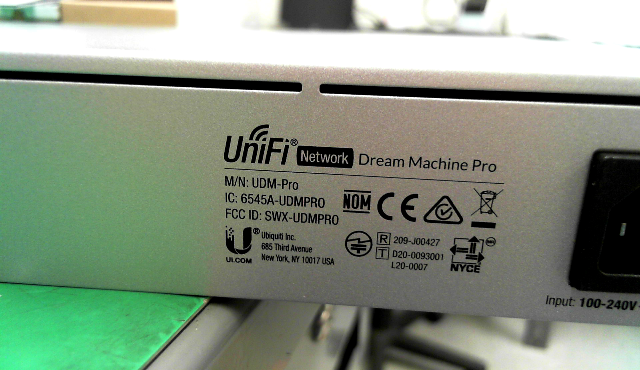 UniFi® Network Dream Machine Pro
M/N: UDM-Pro
IC: 6545A-UDMPRO
FCC ID: SWX-UDMPRO
NOM CE
UI.COM
Ubiquiti Inc.
685 Third Avenue
New York, NY 10017 USA
R 209-J00427
T D20-0093001
L20-0007
NYCE
Input: 100-240V